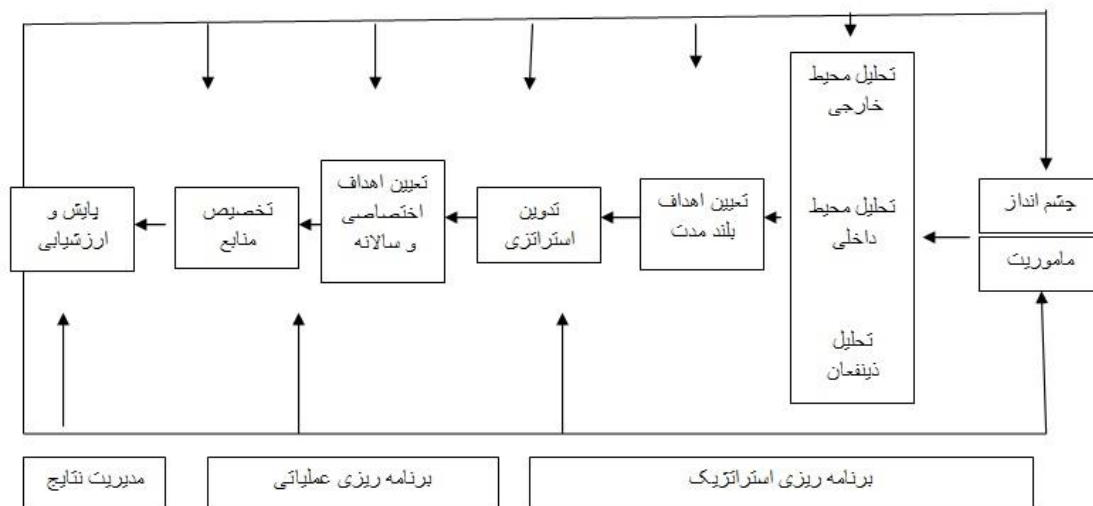 چشم انداز
ماموریت
تحلیل محیط
خارجی
تحلیل محیط
داخلی
تحلیل
ذینفعان
تعیین اهداف
بلند مدت
تدوین
استراتژی
تعیین اهداف
اختصاصی
و سالانه
تخصیص
منابع
پایش و
ارزشیابی
برنامه ریزی استراتژیک
برنامه ریزی عملیاتی
مدیریت نتایج